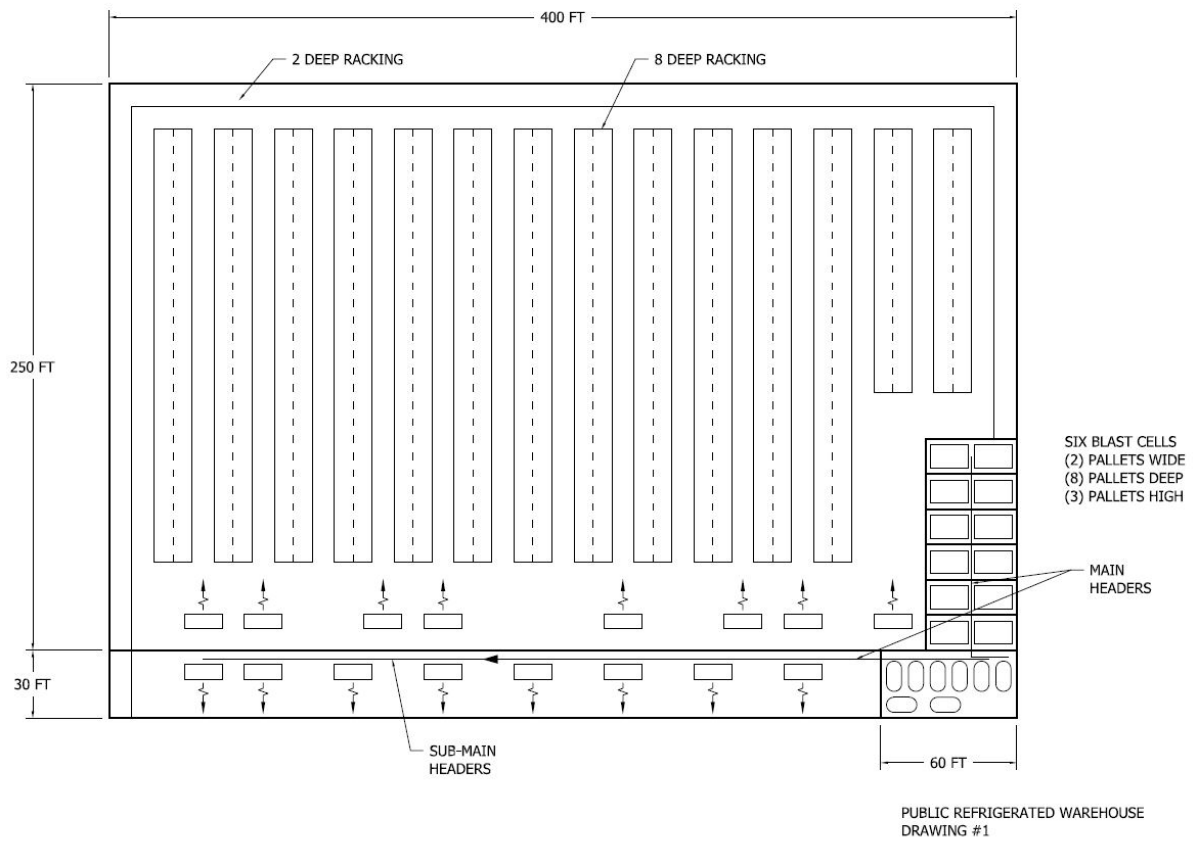 400 FT
2 DEEP RACKING
8 DEEP RACKING
250 FT
SIX BLAST CELLS
(2) PALLETS WIDE
(8) PALLETS DEEP
(3) PALLETS HIGH
MAIN
HEADERS
30 FT
SUB-MAIN
HEADERS
60 FT
PUBLIC REFRIGERATED WAREHOUSE
DRAWING #1